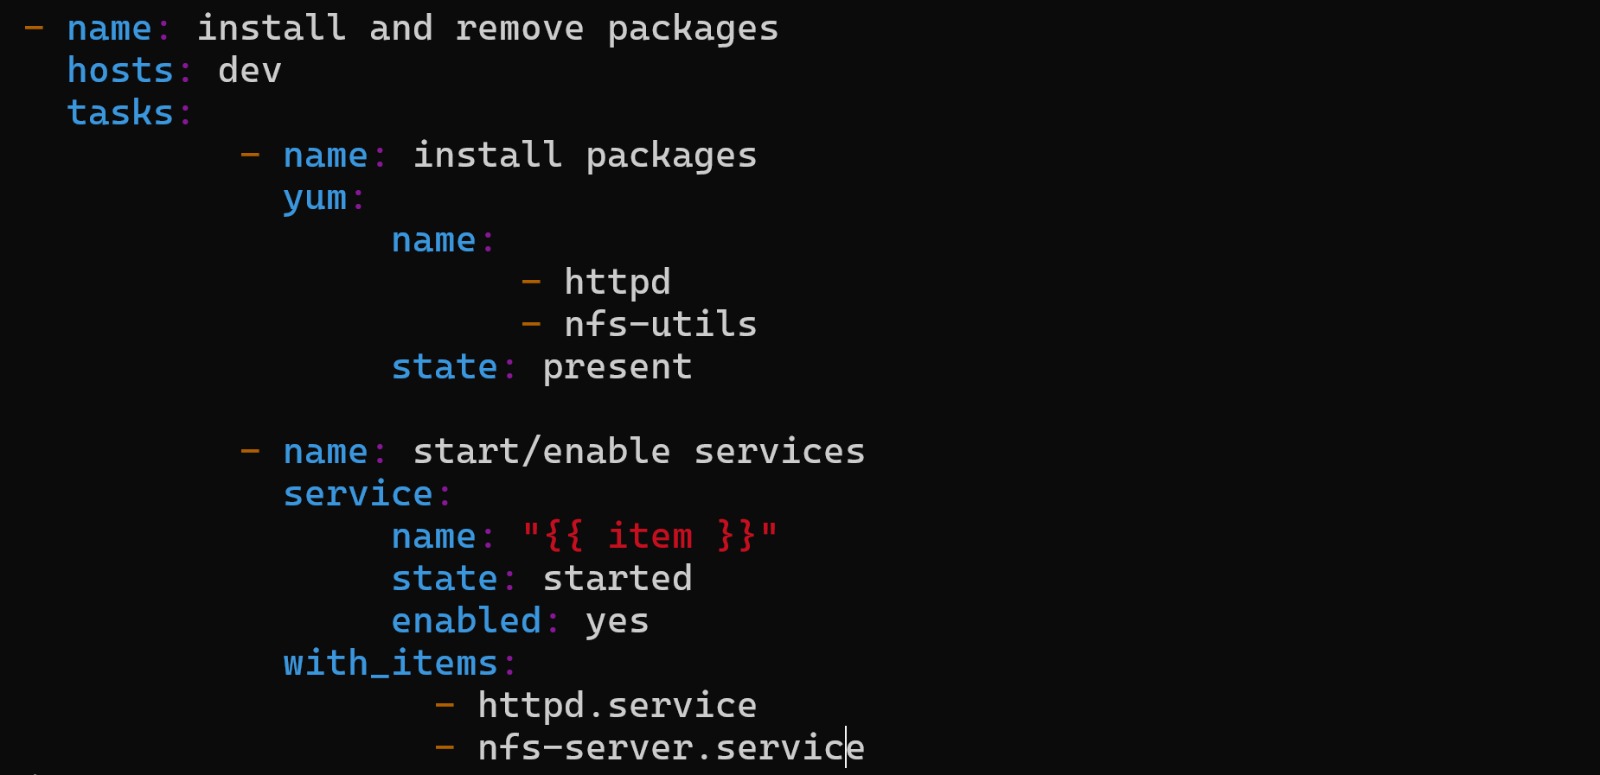 - name: install and remove packages
  hosts: dev
  tasks:
          - name: install packages
            yum:
                 name:
                       - httpd
                       - nfs-utils
                 state: present

          - name: start/enable services
            service:
                 name: "{{ item }}"
                 state: started
                 enabled: yes
            with_items:
                   - httpd.service
                   - nfs-server.service